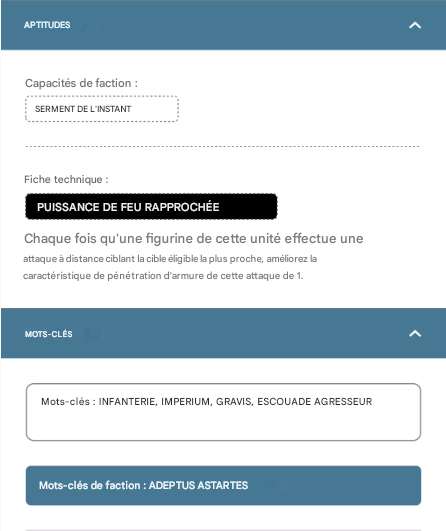 APTITUDES
Capacités de faction :
SERMENT DE L'INSTANT
Fiche technique :
PUISSANCE DE FEU RAPPROCHÉE
Chaque fois qu'une figurine de cette unité effectue une
attaque à distance ciblant la cible éligible la plus proche, améliorez la
caractéristique de pénétration d'armure de cette attaque de 1.
MOTS-CLÉS
Mots-clés : INFANTERIE, IMPERIUM, GRAVIS, ESCOUADE AGRESSEUR
Mots-clés de faction : ADEPTUS ASTARTES